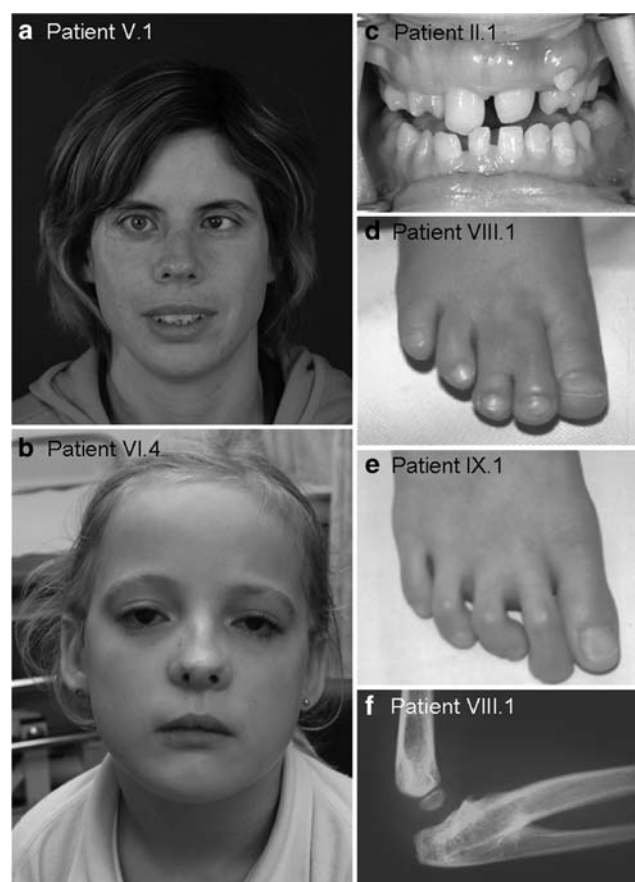 a Patient V.1
b Patient VI.4
c Patient II.1
d Patient VIII.1
e Patient IX.1
f Patient VIII.1